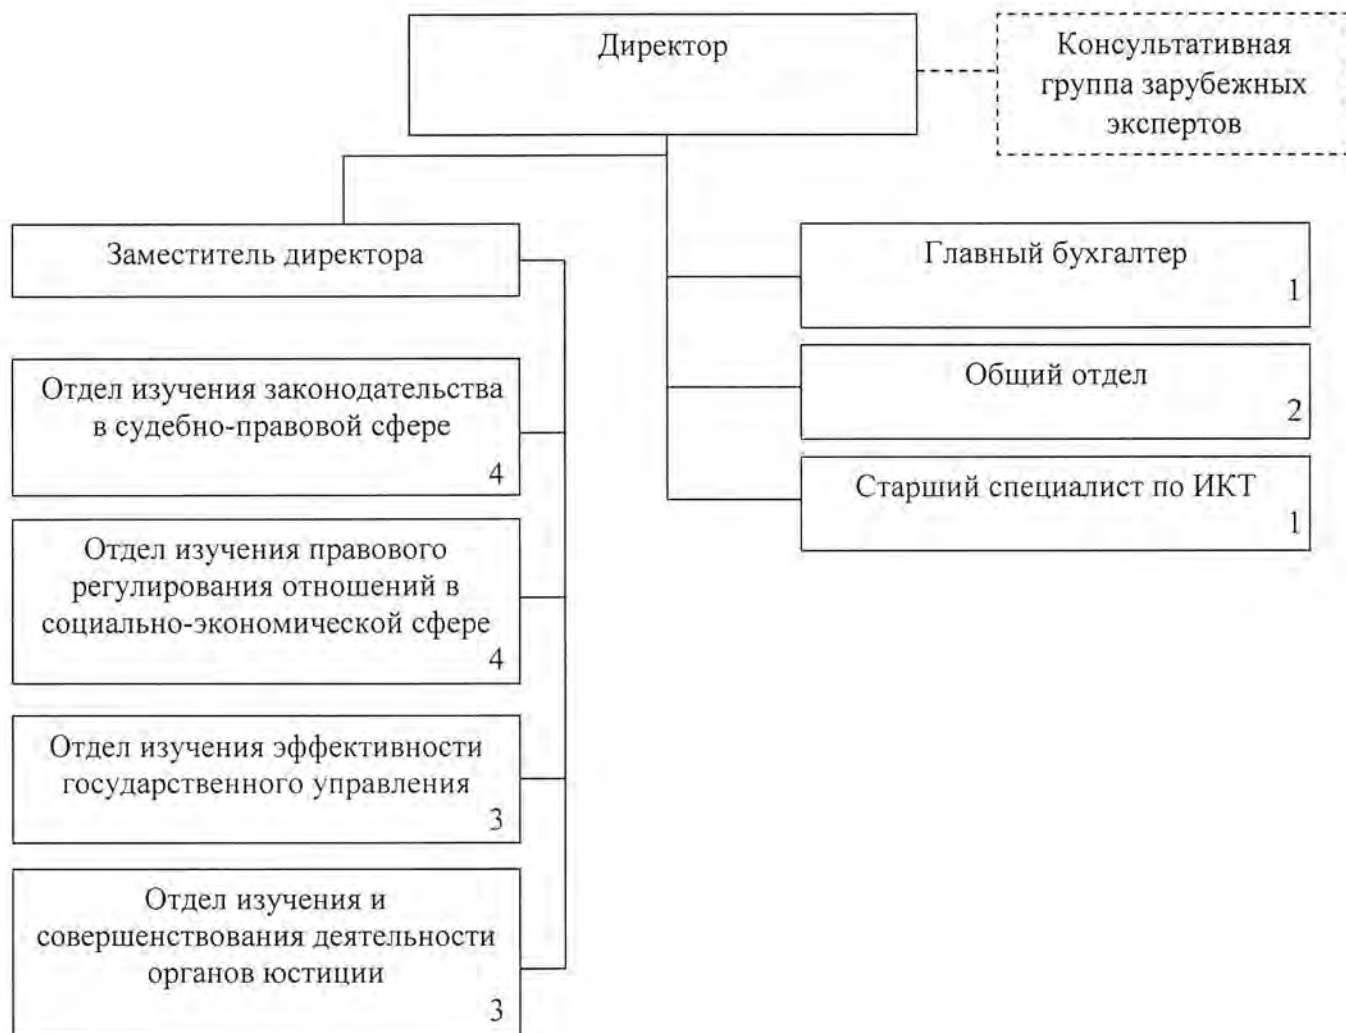 Директор
Консультативная
группа зарубежных
экспертов
Заместитель директора
Главный бухгалтер
1
Общий отдел
2
Старший специалист по ИКТ
1
Отдел изучения законодательства
в судебно-правовой сфере
4
Отдел изучения правового
регулирования отношений в
социально-экономической сфере
4
Отдел изучения эффективности
государственного управления
3
Отдел изучения и
совершенствования деятельности
органов юстиции
3